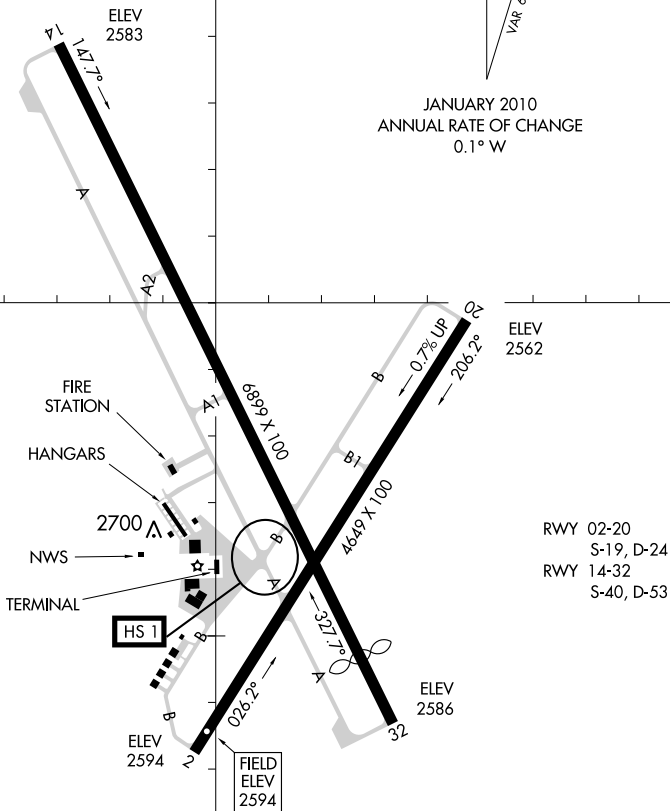 ELEV
2583
14
147.7°
VAR 6
JANUARY 2010
ANNUAL RATE OF CHANGE
0.1° W
A
A2
20
ELEV
2562
0.7% UP
206.2°
B
FIRE
STATION
A1
6899 X 100
HANGARS
B1
4649 X 100
2700
NWS
B
RWY 02-20
S-19, D-24
RWY 14-32
S-40, D-53
TERMINAL
A
HS 1
B
327.7°
A
026.2°
B
ELEV
2586
32
ELEV
2594
2
FIELD
ELEV
2594